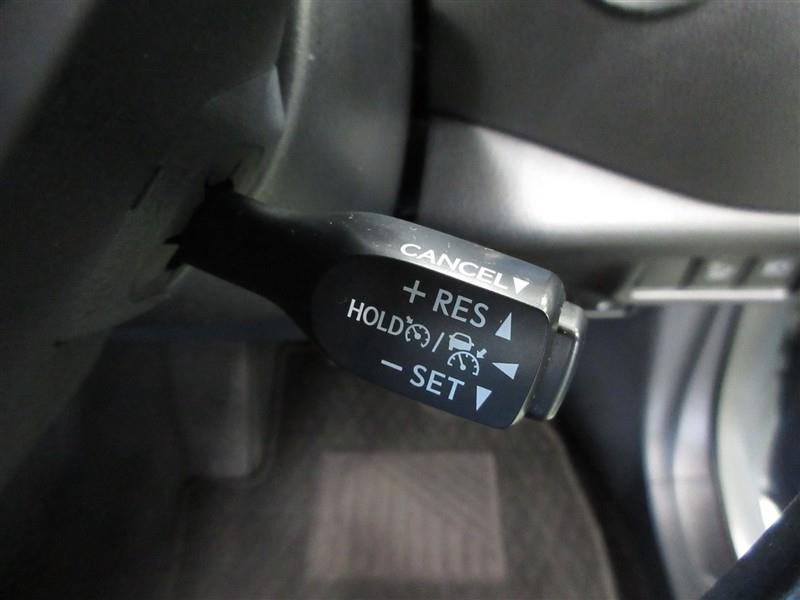 CANCEL▼
+ RES ▲
HOLD /
− SET ▼